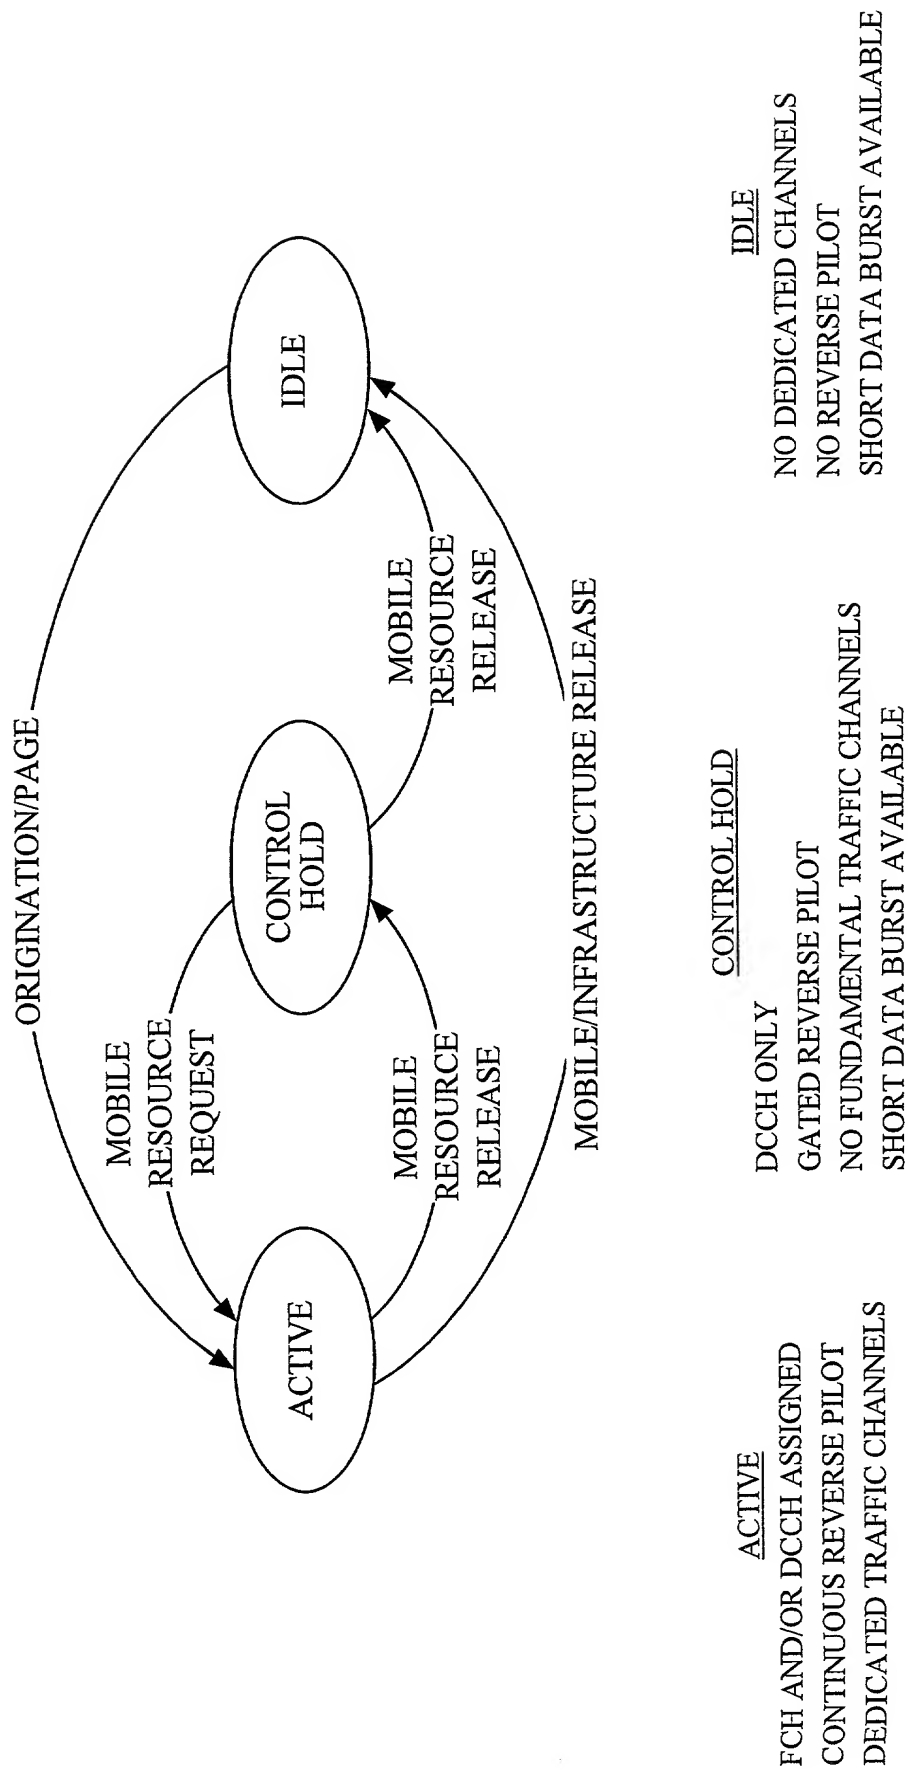 ORIGINATION/PAGE
MOBILE
RESOURCE
REQUEST
ACTIVE
CONTROL
HOLD
IDLE
MOBILE
RESOURCE
RELEASE
MOBILE
RESOURCE
RELEASE
MOBILE/INFRASTRUCTURE RELEASE
ACTIVE
FCH AND/OR DCCH ASSIGNED
CONTINUOUS REVERSE PILOT
DEDICATED TRAFFIC CHANNELS
CONTROL HOLD
DCCH ONLY
GATED REVERSE PILOT
NO FUNDAMENTAL TRAFFIC CHANNELS
SHORT DATA BURST AVAILABLE
IDLE
NO DEDICATED CHANNELS
NO REVERSE PILOT
SHORT DATA BURST AVAILABLE